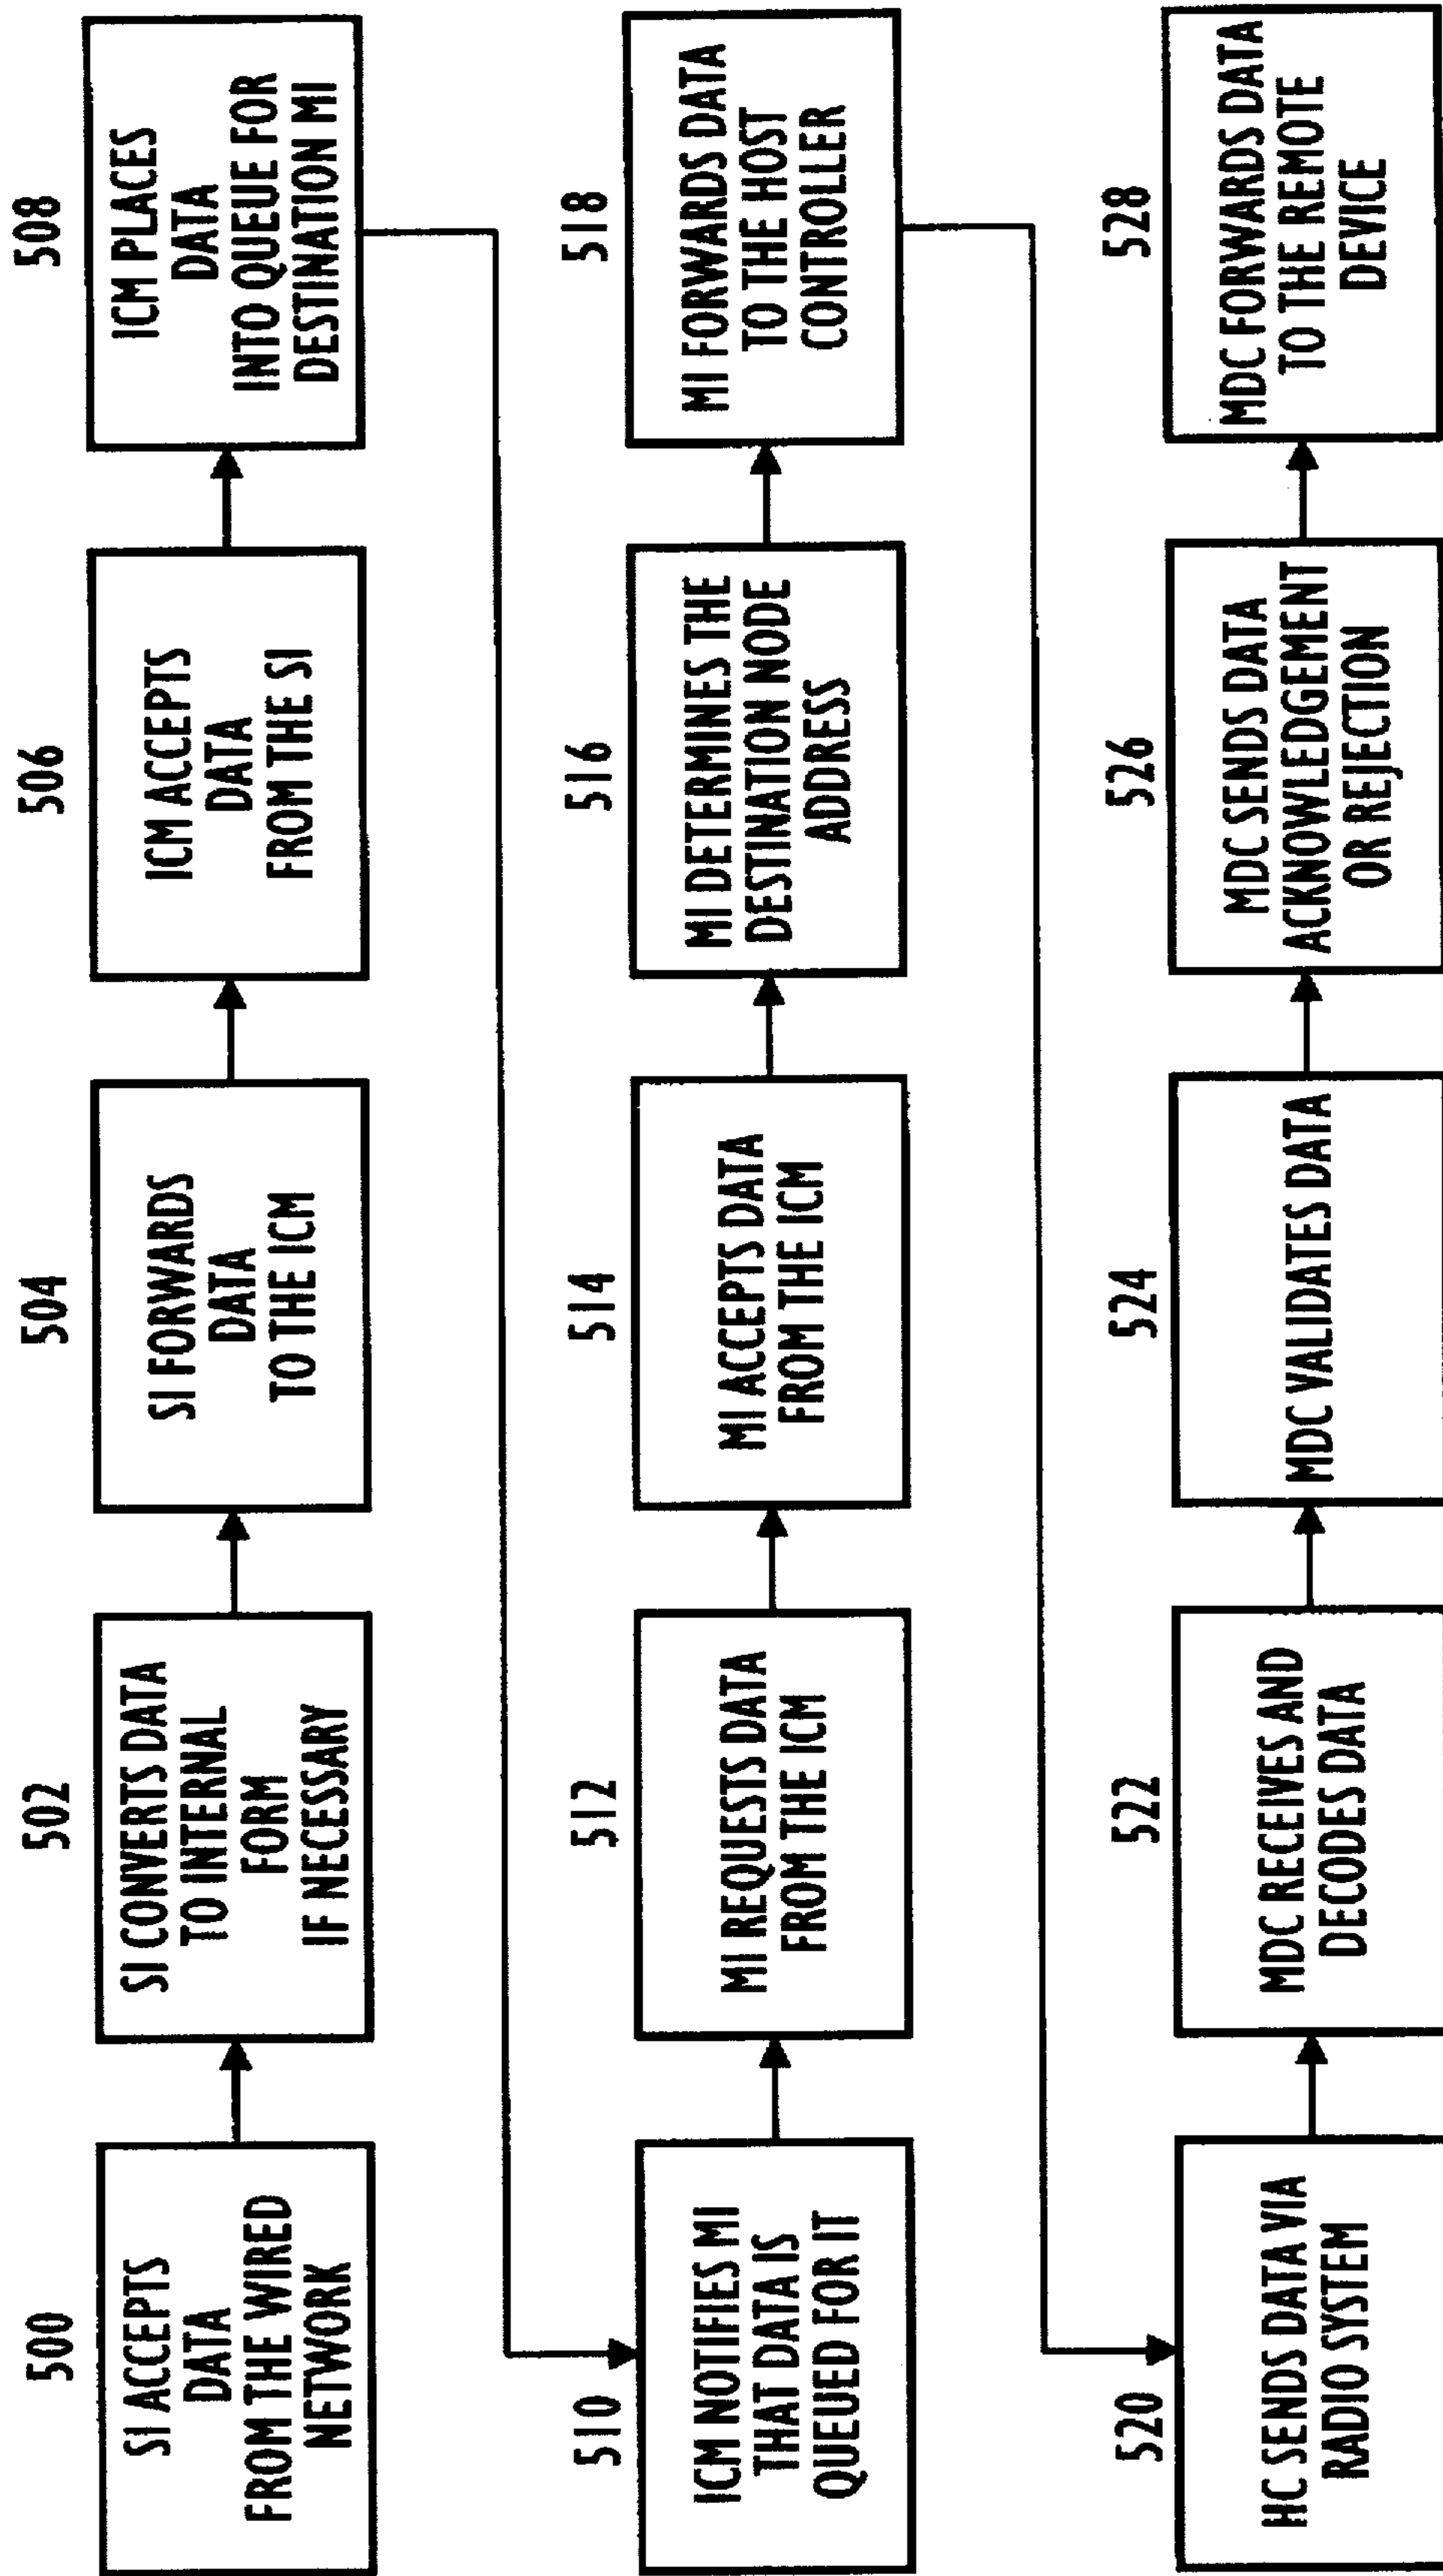 500
SI ACCEPTS
DATA
FROM THE WIRED
NETWORK
502
SI CONVERTS DATA
TO INTERNAL
FORM
IF NECESSARY
504
SI FORWARDS
DATA
TO THE ICM
506
ICM ACCEPTS
DATA
FROM THE SI
508
ICM PLACES
DATA
INTO QUEUE FOR
DESTINATION MI
510
ICM NOTIFIES MI
THAT DATA IS
QUEUED FOR IT
512
MI REQUESTS DATA
FROM THE ICM
514
MI ACCEPTS DATA
FROM THE ICM
516
MI DETERMINES THE
DESTINATION NODE
ADDRESS
518
MI FORWARDS DATA
TO THE HOST
CONTROLLER
520
HC SENDS DATA VIA
RADIO SYSTEM
522
MDC RECEIVES AND
DECODES DATA
524
MDC VALIDATES DATA
526
MDC SENDS DATA
ACKNOWLEDGEMENT
OR REJECTION
528
MDC FORWARDS DATA
TO THE REMOTE
DEVICE